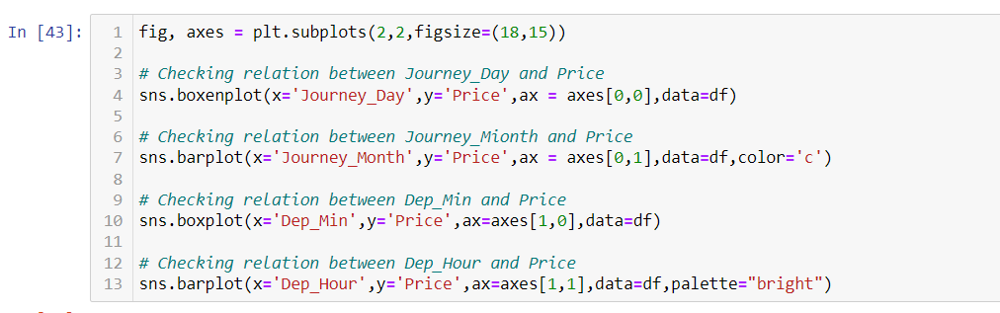 In [43]:
1 fig, axes = plt.subplots(2,2,figsize=(18,15))
2
3 # Checking relation between Journey_Day and Price
4 sns.boxenplot(x='Journey_Day',y='Price',ax = axes[0,0],data=df)
5
6 # Checking relation between Journey_Mionth and Price
7 sns.barplot(x='Journey_Month',y='Price',ax = axes[0,1],data=df,color='c')
8
9 # Checking relation between Dep_Min and Price
10 sns.boxplot(x='Dep_Min',y='Price',ax=axes[1,0],data=df)
11
12 # Checking relation between Dep_Hour and Price
13 sns.barplot(x='Dep_Hour',y='Price',ax=axes[1,1],data=df,palette="bright")